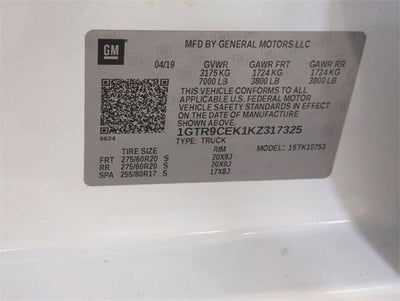 GM
MFD BY GENERAL MOTORS LLC
04/19 GVWR GAWR FRT GAWR RR
3175 KG 1724 KG 1724 KG
7000 LB 3800 LB 3800 LB
THIS VEHICLE CONFORMS TO ALL
APPLICABLE U.S. FEDERAL MOTOR
VEHICLE SAFETY STANDARDS IN
EFFECT ON THE DATE OF
MANUFACTURE SHOWN ABOVE.
8624
1GTR9CEK1KZ317325
TYPE: TRUCK MODEL: 15TK10753
TIRE SIZE RIM
FRT 275/60R20 S 20X9J
RR 275/60R20 S 20X9J
SPA 255/80R17 S 17X8J